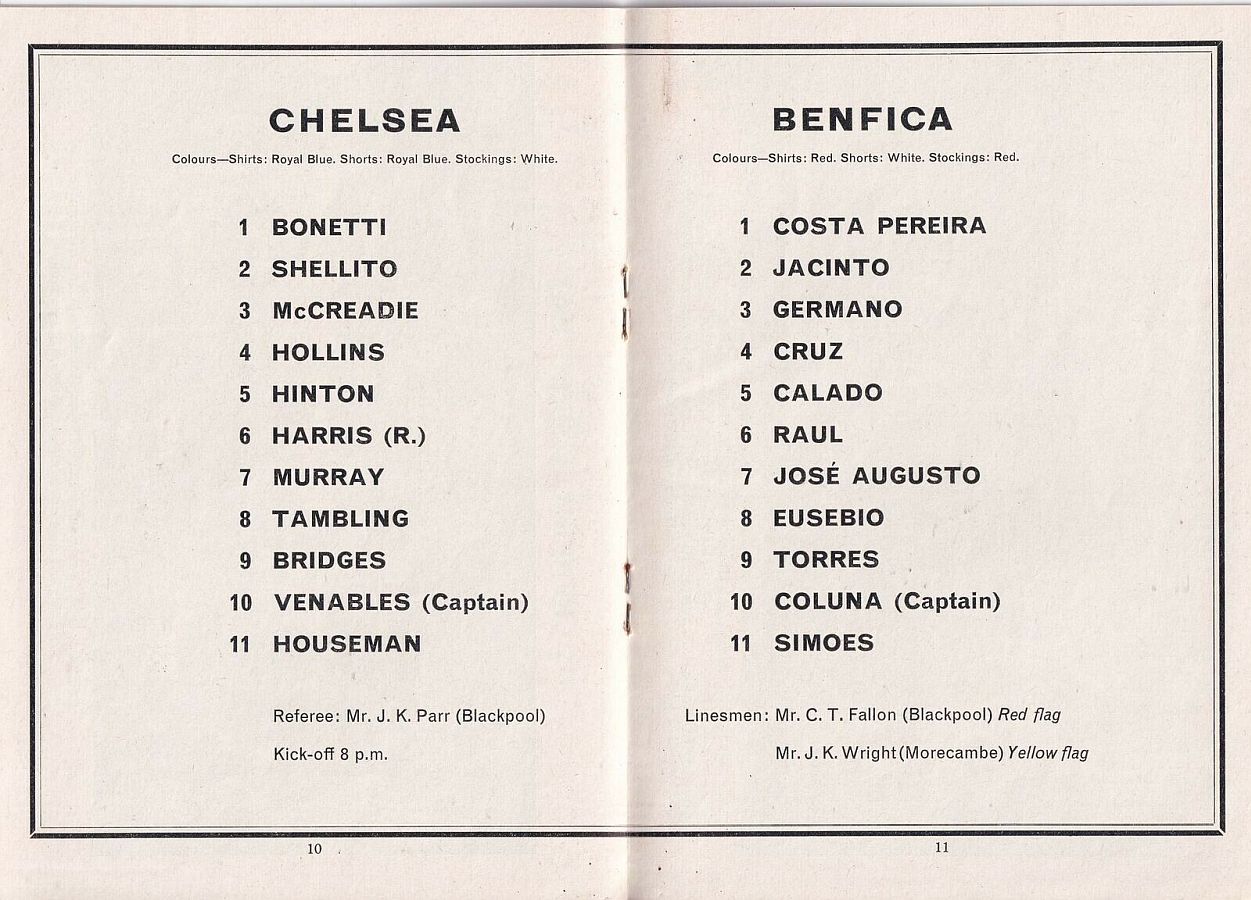 CHELSEA
Colours—Shirts: Royal Blue. Shorts: Royal Blue. Stockings: White.
1 BONETTI
2 SHELLITO
3 McCREADIE
4 HOLLINS
5 HINTON
6 HARRIS (R.)
7 MURRAY
8 TAMBLING
9 BRIDGES
10 VENABLES (Captain)
11 HOUSEMAN
Referee: Mr. J. K. Parr (Blackpool)
Kick-off 8 p.m.
10
BENFICA
Colours—Shirts: Red. Shorts: White. Stockings: Red.
1 COSTA PEREIRA
2 JACINTO
3 GERMANO
4 CRUZ
5 CALADO
6 RAUL
7 JOSÉ AUGUSTO
8 EUSEBIO
9 TORRES
10 COLUNA (Captain)
11 SIMOES
Linesmen: Mr. C. T. Fallon (Blackpool) Red flag
Mr. J. K. Wright (Morecambe) Yellow flag
11